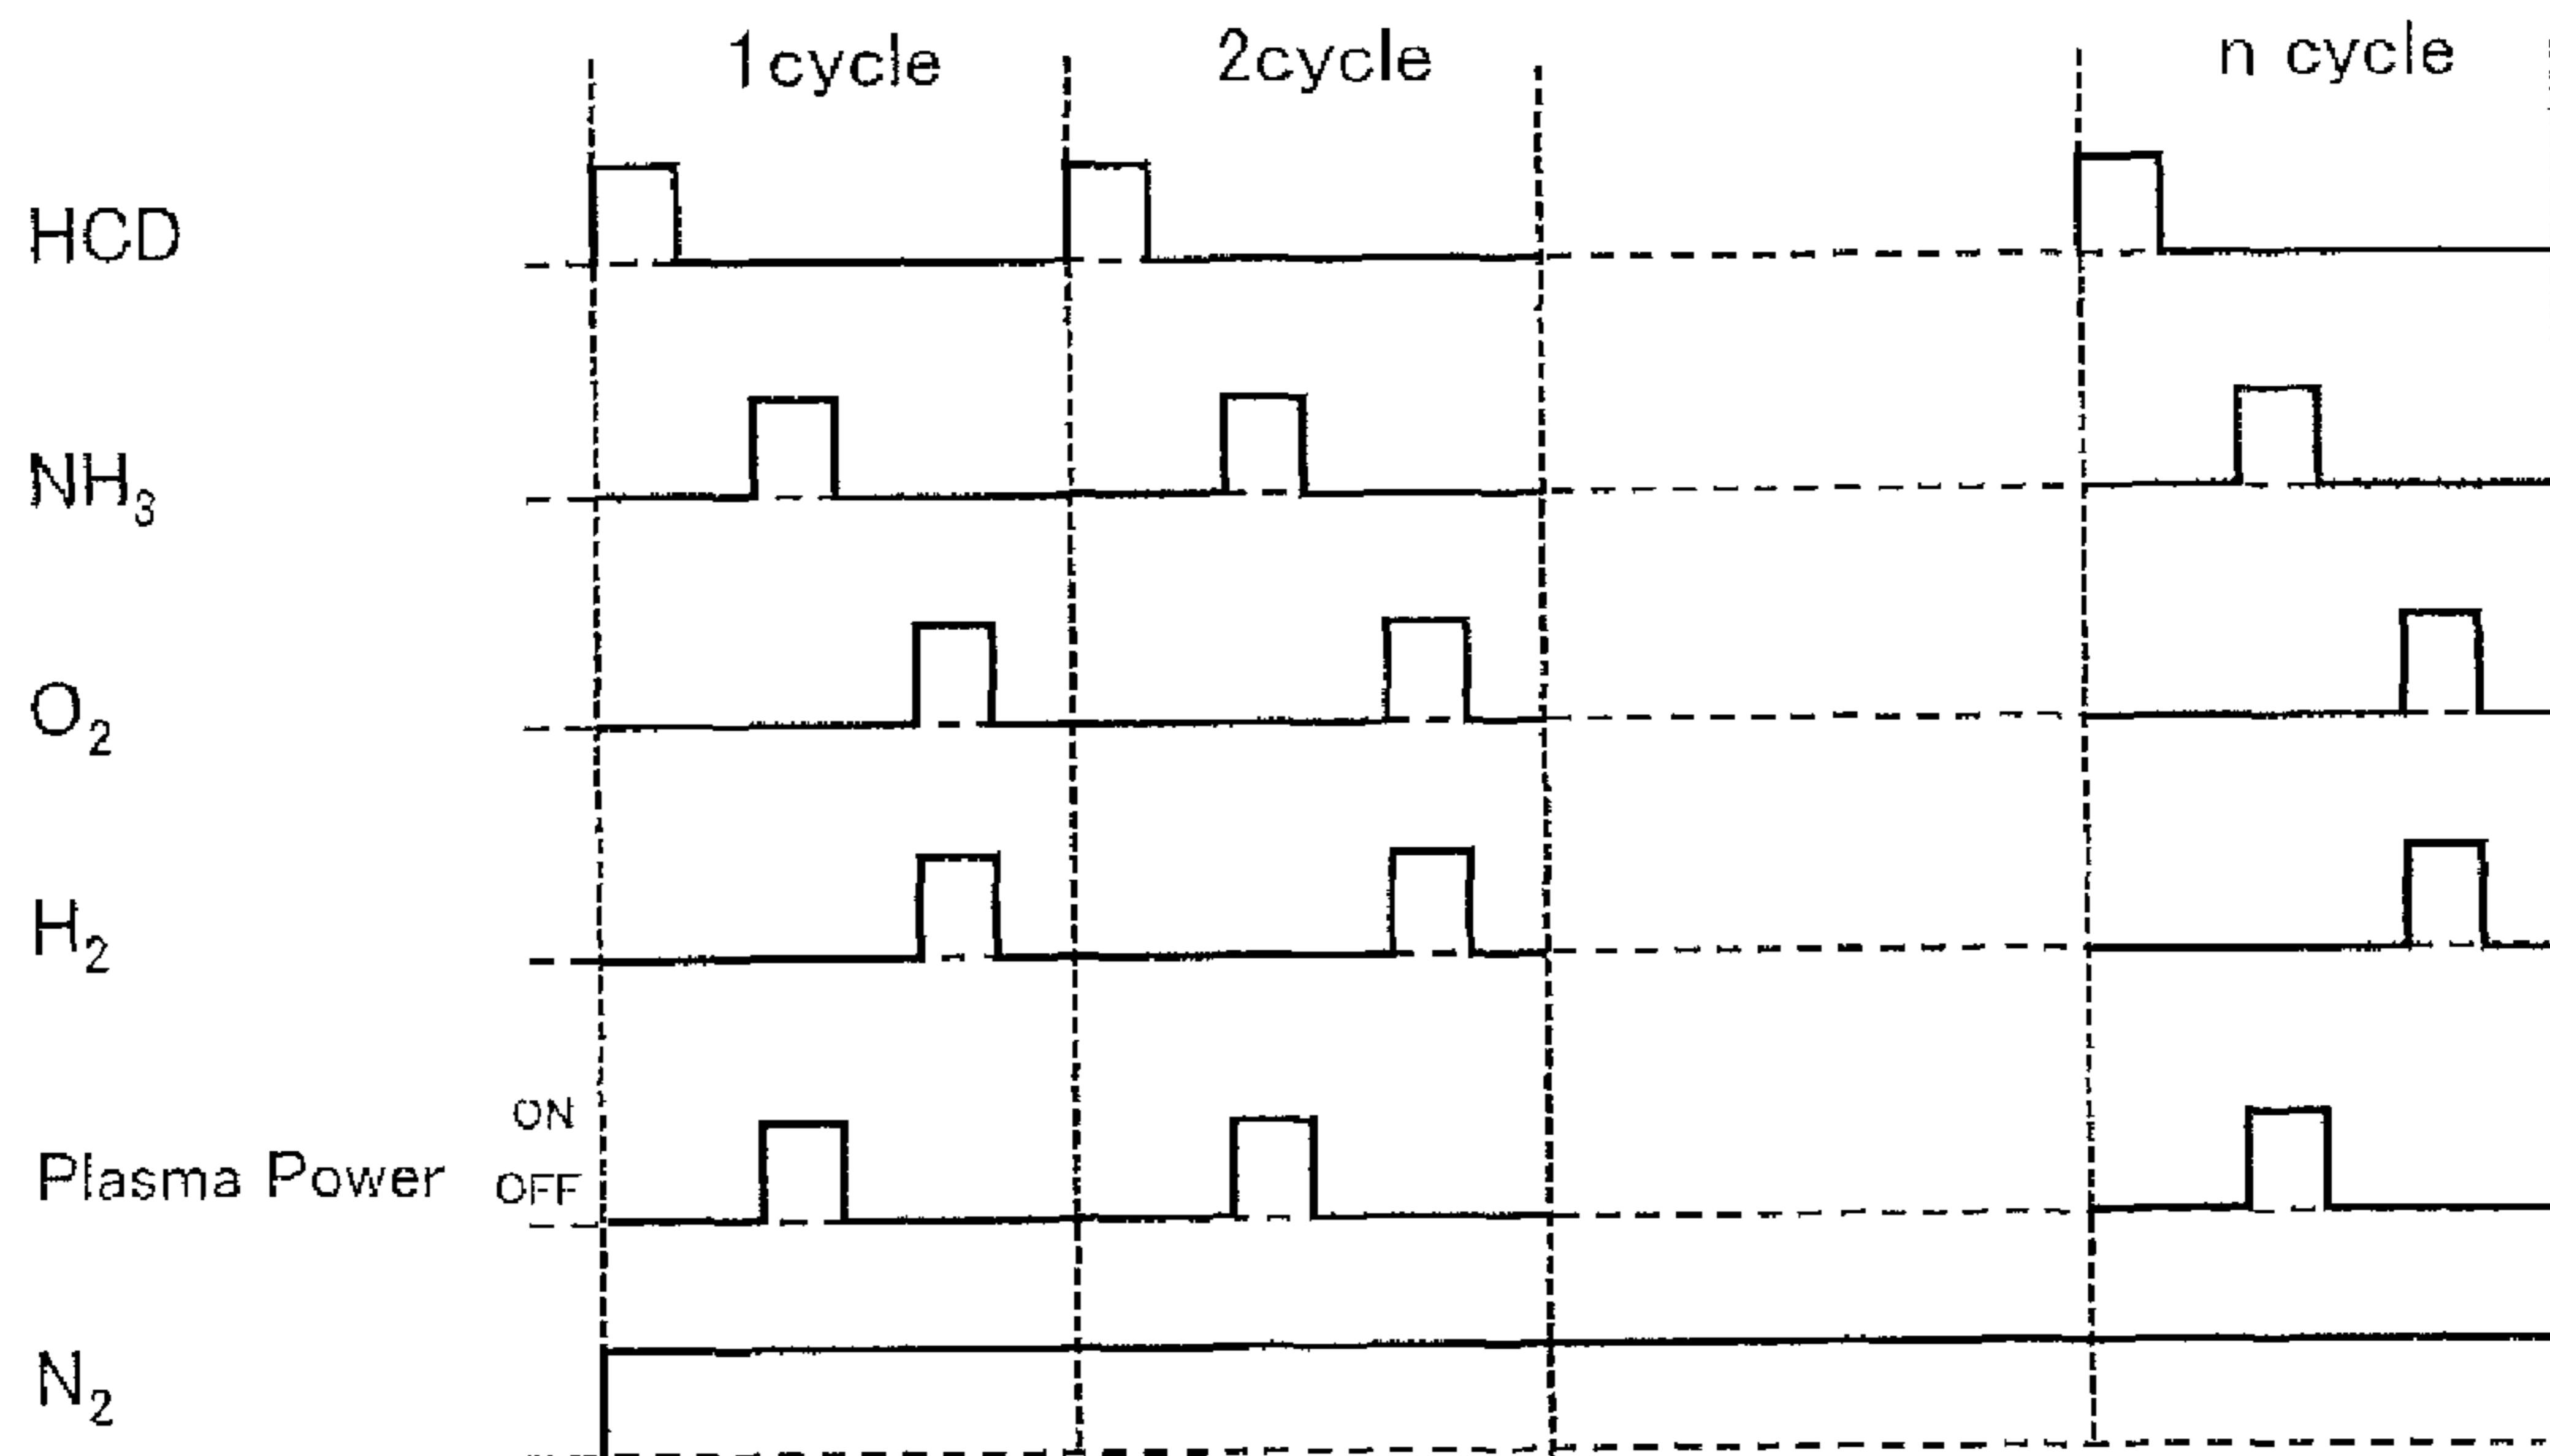 1cycle 2cycle n cycle
HCD
NH₃
O₂
H₂
ON
Plasma Power OFF
N₂